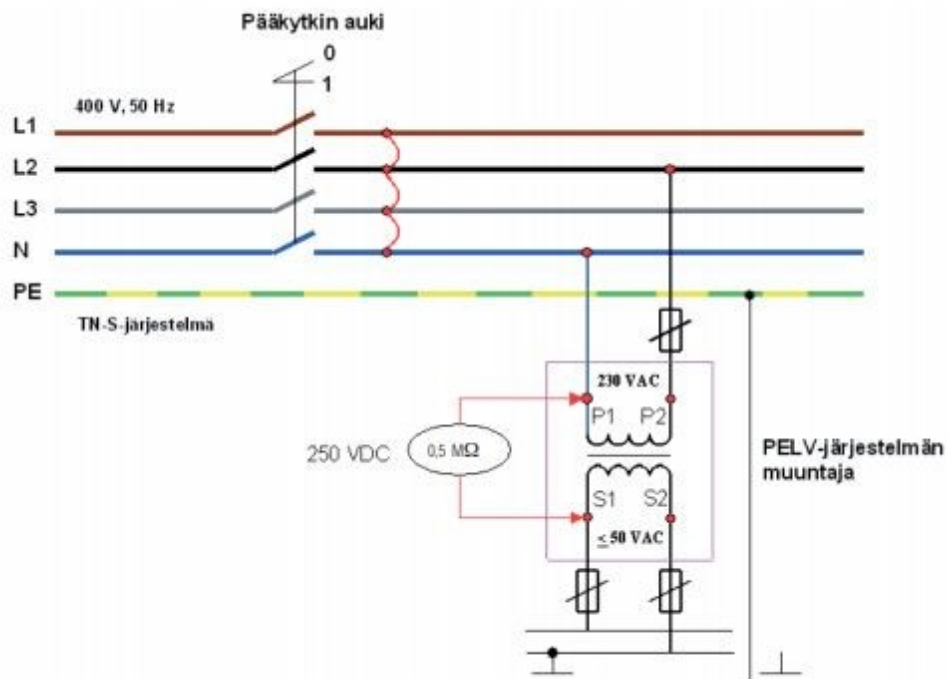 Pääkytkin auki
0
1
400 V, 50 Hz
L1
L2
L3
N
PE
TN-S-järjestelmä
230 VAC
P1 P2
250 VDC
0,5 MΩ
PELV-järjestelmän
muuntaja
S1 S2
≤ 50 VAC